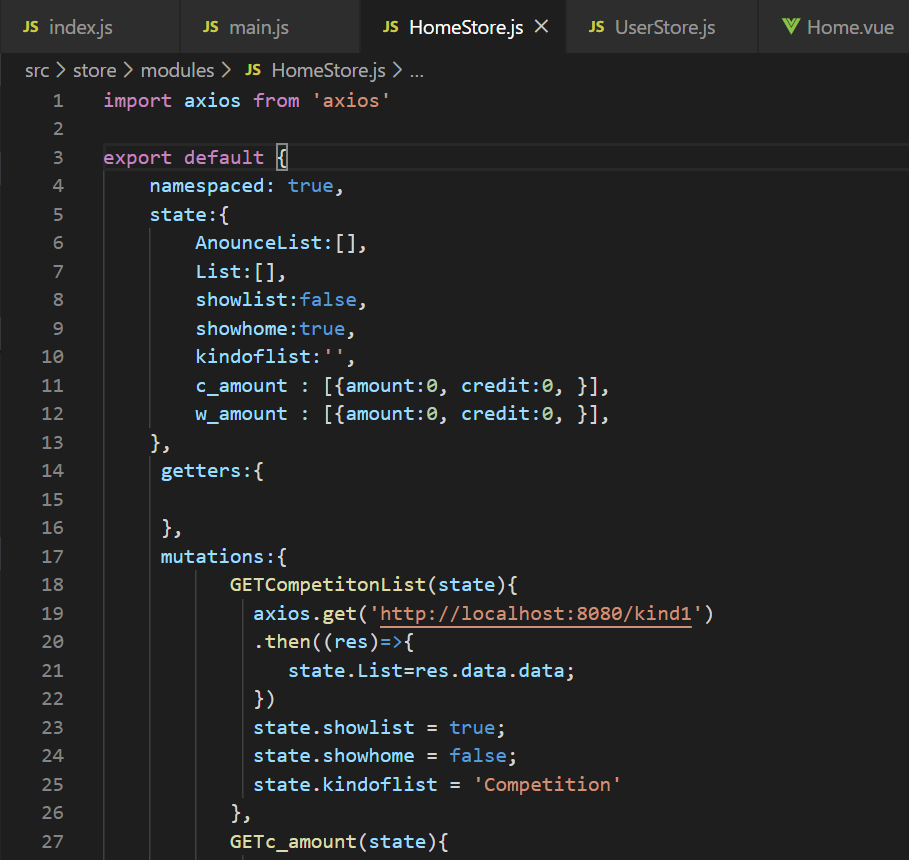 JS index.js JS main.js JS HomeStore.js × JS UserStore.js Home.vue
src > store > modules > JS HomeStore.js > ...
1 import axios from 'axios'
2
3 export default {
4 namespaced: true,
5 state:{
6 AnounceList:[],
7 List:[],
8 showlist:false,
9 showhome:true,
10 kindoflist:'',
11 c_amount : [{amount:0, credit:0, }],
12 w_amount : [{amount:0, credit:0, }],
13 },
14 getters:{
15
16 },
17 mutations:{
18 GETCompetitonList(state){
19 axios.get('http://localhost:8080/kind1')
20 .then((res)=>{
21 state.List=res.data.data;
22 })
23 state.showlist = true;
24 state.showhome = false;
25 state.kindoflist = 'Competition'
26 },
27 GETc_amount(state){